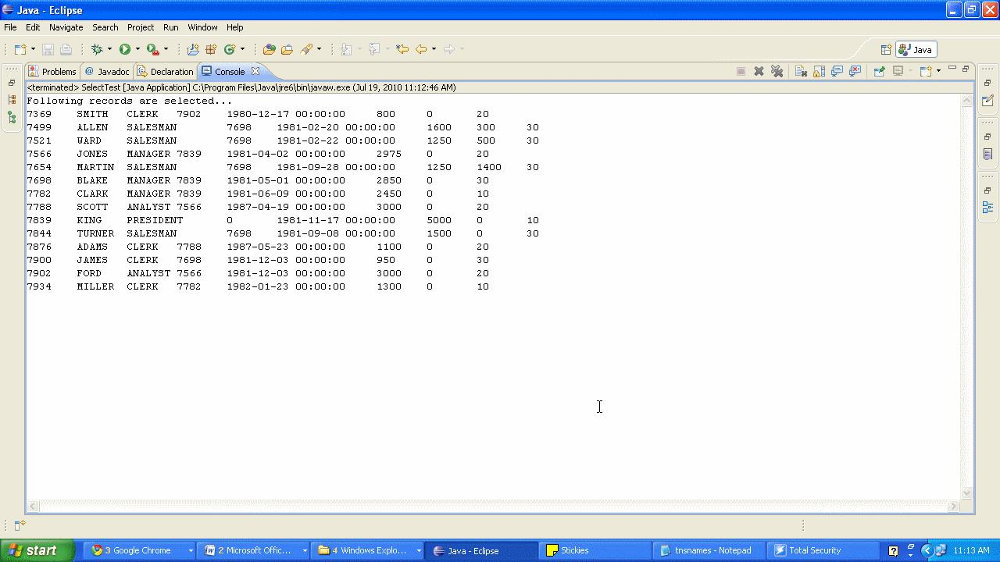 Java - Eclipse
File Edit Navigate Search Project Run Window Help
Java
Problems @ Javadoc Declaration Console
<terminated> SelectTest [Java Application] C:\Program Files\Java\jre6\bin\javaw.exe (Jul 19, 2010 11:12:46 AM)
Following records are selected...
7369 SMITH CLERK 7902 1980-12-17 00:00:00 800 0 20
7499 ALLEN SALESMAN 7698 1981-02-20 00:00:00 1600 300 30
7521 WARD SALESMAN 7698 1981-02-22 00:00:00 1250 500 30
7566 JONES MANAGER 7839 1981-04-02 00:00:00 2975 0 20
7654 MARTIN SALESMAN 7698 1981-09-28 00:00:00 1250 1400 30
7698 BLAKE MANAGER 7839 1981-05-01 00:00:00 2850 0 30
7782 CLARK MANAGER 7839 1981-06-09 00:00:00 2450 0 10
7788 SCOTT ANALYST 7566 1987-04-19 00:00:00 3000 0 20
7839 KING PRESIDENT 0 1981-11-17 00:00:00 5000 0 10
7844 TURNER SALESMAN 7698 1981-09-08 00:00:00 1500 0 30
7876 ADAMS CLERK 7788 1987-05-23 00:00:00 1100 0 20
7900 JAMES CLERK 7698 1981-12-03 00:00:00 950 0 30
7902 FORD ANALYST 7566 1981-12-03 00:00:00 3000 0 20
7934 MILLER CLERK 7782 1982-01-23 00:00:00 1300 0 10
start 3 Google Chrome 2 Microsoft Offic... 4 Windows Explo... Java - Eclipse Stickies tnsnames - Notepad Total Security 11:13 AM